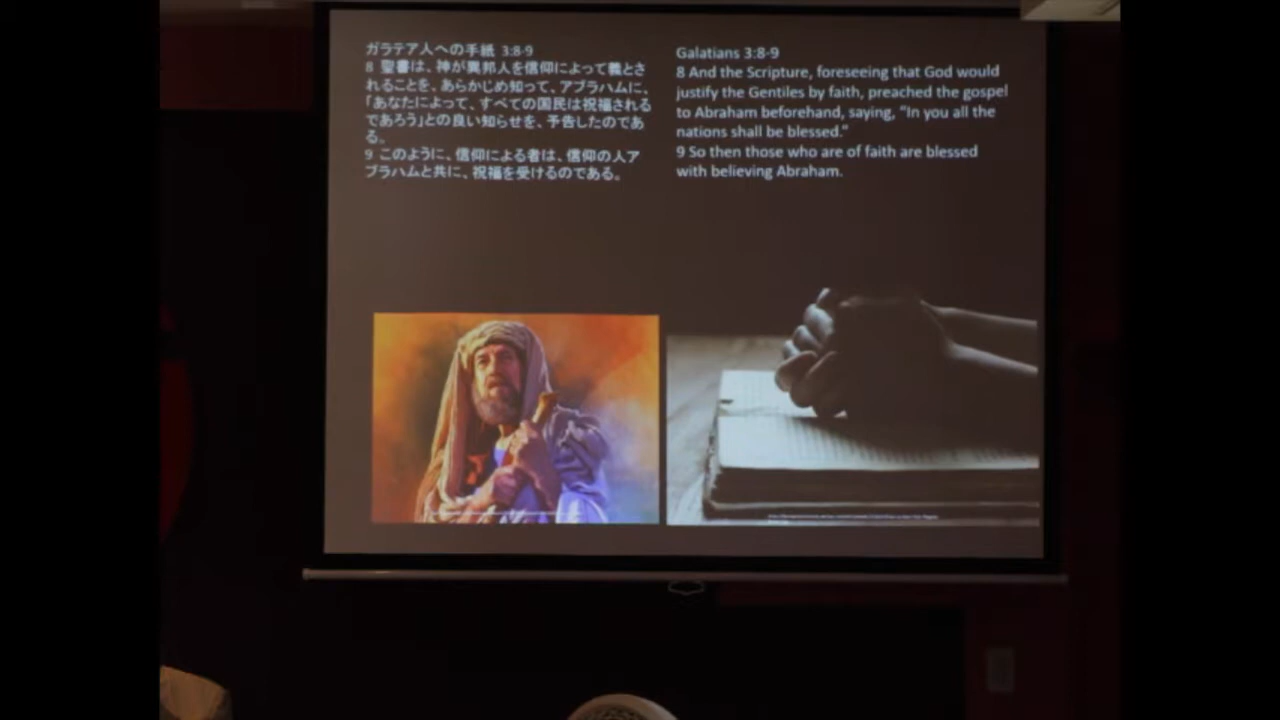 ガラテア人への手紙 3:8-9
8 聖書は、神が異邦人を信仰によって義とさ
れることを、あらかじめ知って、アブラハムに、
「あなたによって、すべての国民は祝福される
であろう」との良い知らせを、予告したのであ
る。
9 このように、信仰による者は、信仰の人ア
ブラハムと共に、祝福を受けるのである。
Galatians 3:8-9
8 And the Scripture, foreseeing that God would
justify the Gentiles by faith, preached the gospel
to Abraham beforehand, saying, “In you all the
nations shall be blessed.”
9 So then those who are of faith are blessed
with believing Abraham.